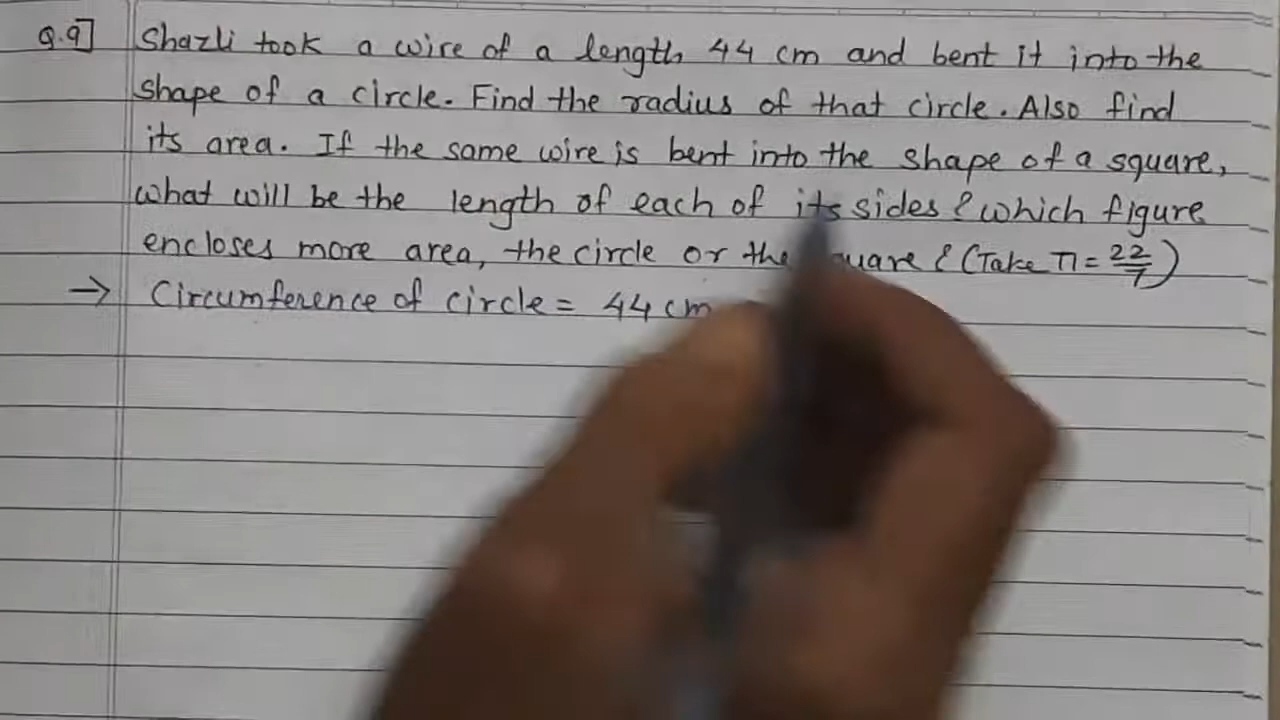 Q.9] Shazli took a wire of a length 44 cm and bent it into the
shape of a circle. Find the radius of that circle. Also find
its area. If the same wire is bent into the shape of a square,
what will be the length of each of its sides ? which figure
encloses more area, the circle or the ? (Take π = 22/7)
→ Circumference of circle = 44 cm